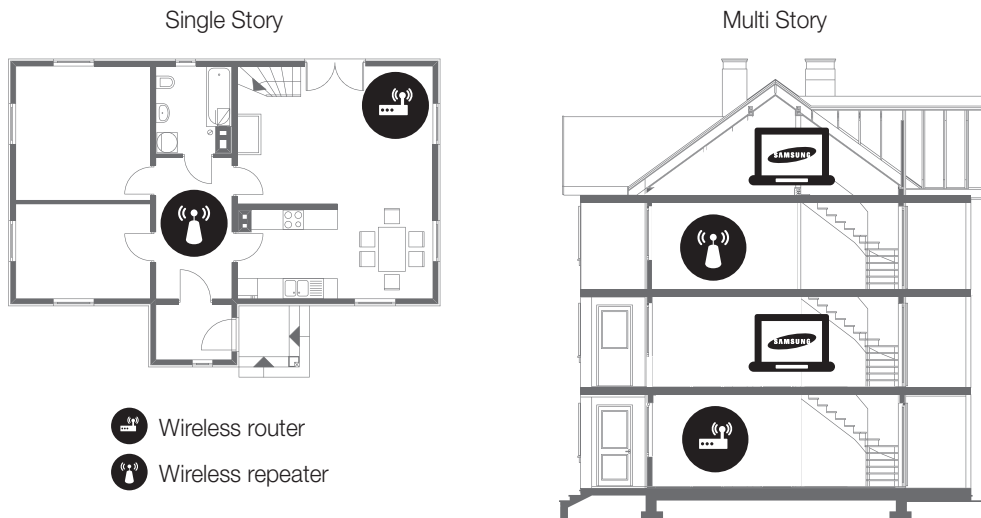 Single Story
Multi Story
SAMSUNG
SAMSUNG
Wireless router
Wireless repeater